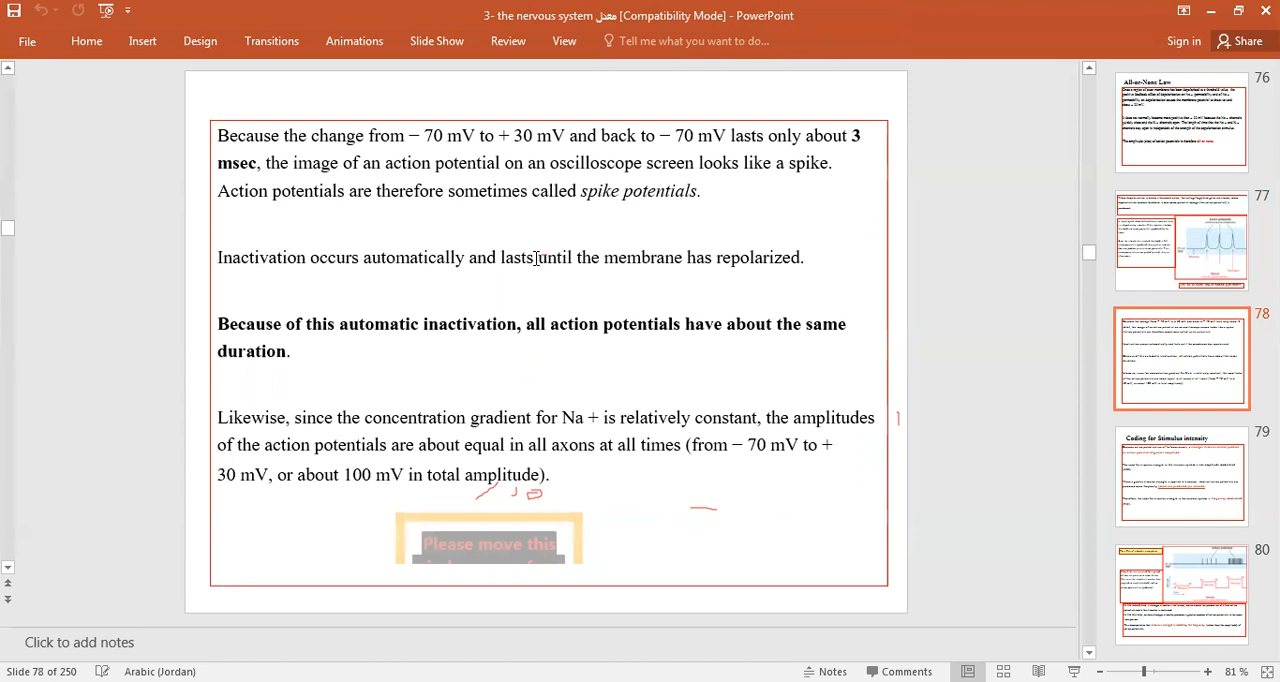 3- the nervous system معدل [Compatibility Mode] - PowerPoint
File Home Insert Design Transitions Animations Slide Show Review View Tell me what you want to do... Sign in Share
Because the change from − 70 mV to + 30 mV and back to − 70 mV lasts only about 3
msec, the image of an action potential on an oscilloscope screen looks like a spike.
Action potentials are therefore sometimes called spike potentials.
Inactivation occurs automatically and lasts until the membrane has repolarized.
Because of this automatic inactivation, all action potentials have about the same
duration.
Likewise, since the concentration gradient for Na + is relatively constant, the amplitudes
of the action potentials are about equal in all axons at all times (from − 70 mV to +
30 mV, or about 100 mV in total amplitude).
Please move this
76
All-or-None Law
77
78
79
Coding for Stimulus intensity
80
Click to add notes
Slide 78 of 250 Arabic (Jordan) Notes Comments 81 %